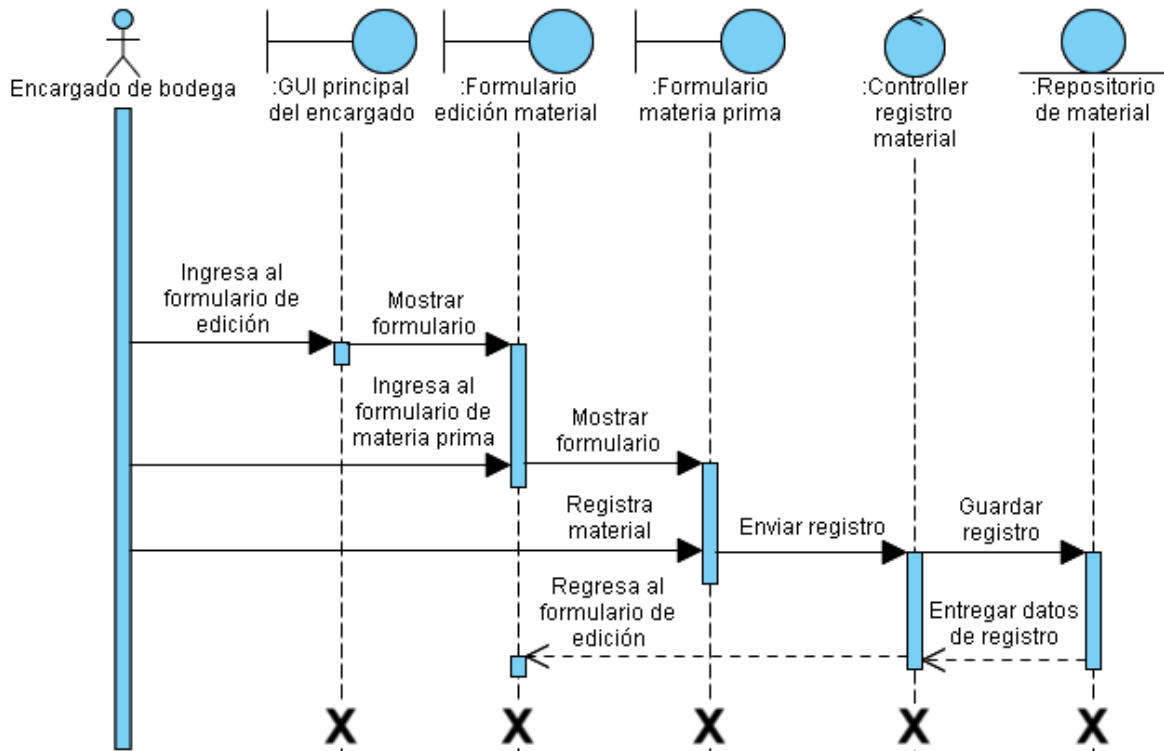 Encargado de bodega
:GUI principal
del encargado
:Formulario
edición material
:Formulario
materia prima
:Controller
registro
material
:Repositorio
de material
Ingresa al
formulario de
edición
Mostrar
formulario
Ingresa al
formulario de
materia prima
Mostrar
formulario
Registra
material
Enviar registro
Guardar
registro
Regresa al
formulario de
edición
Entregar datos
de registro
X X X X X